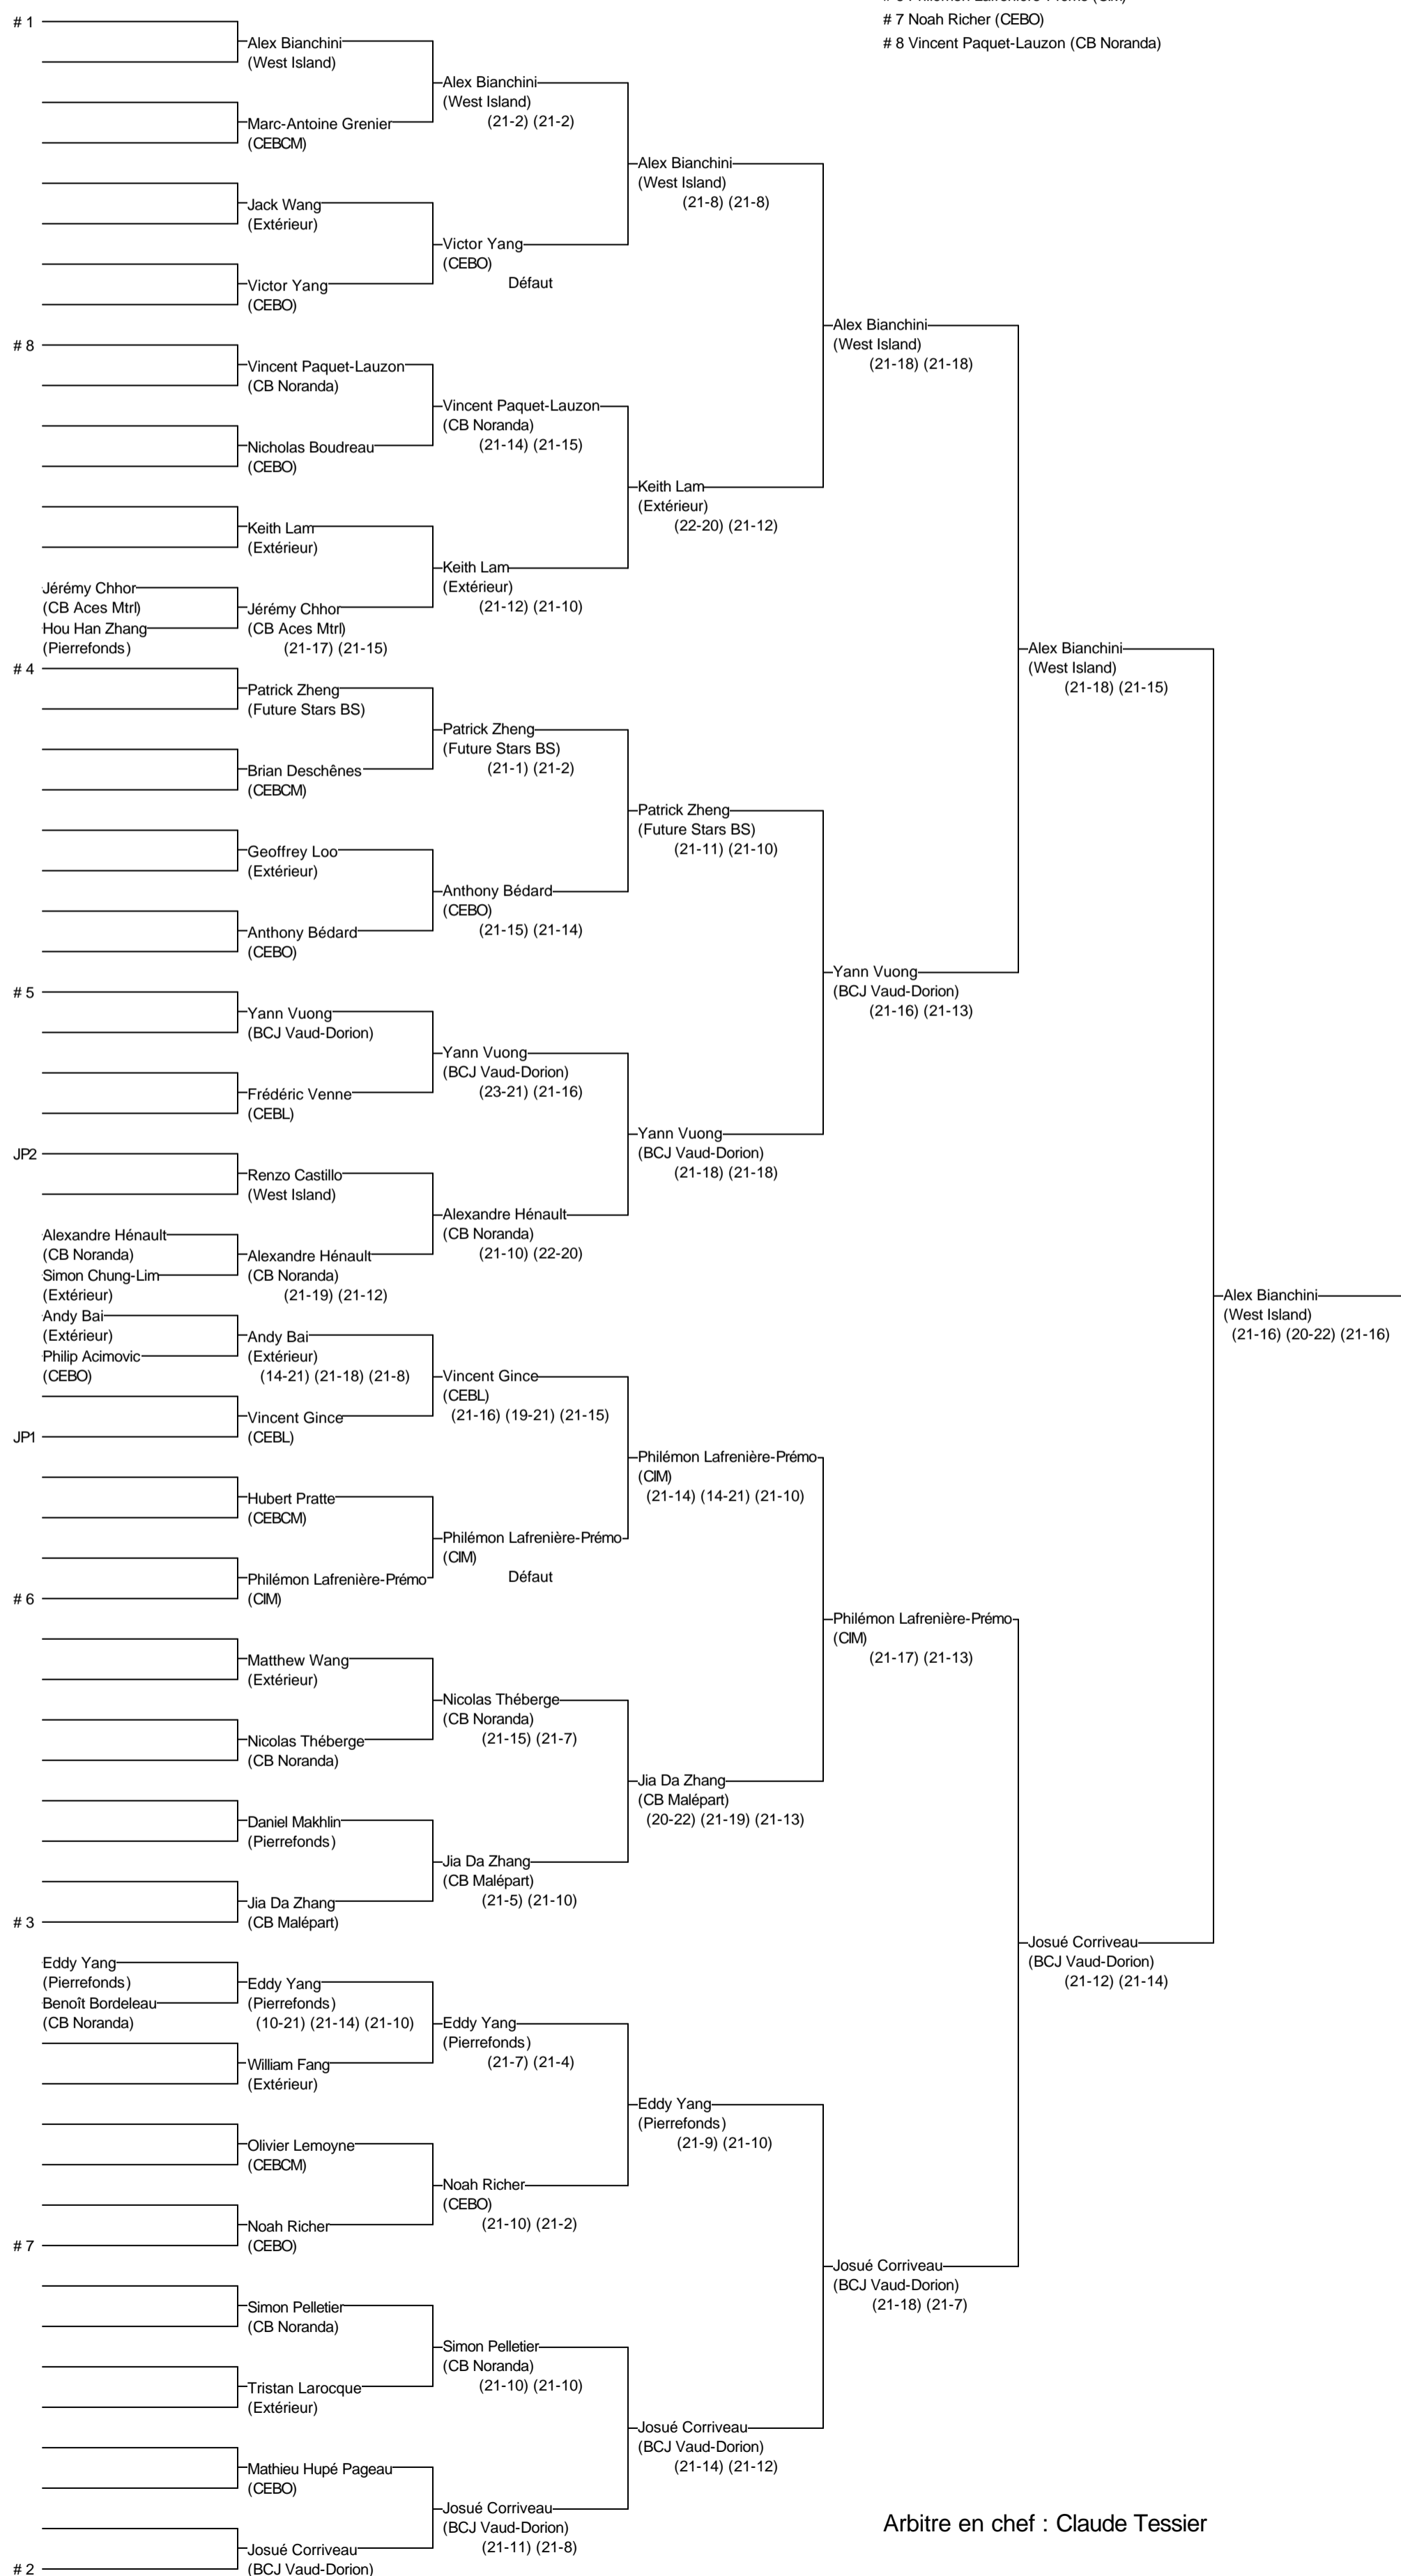 # 7 Noah Richer (CEBO)
# 8 Vincent Paquet-Lauzon (CB Noranda)
# 1
Alex Bianchini
(West Island)
Marc-Antoine Grenier
(CEBCM)
Jack Wang
(Extérieur)
Victor Yang
(CEBO)
# 8
Vincent Paquet-Lauzon
(CB Noranda)
Nicholas Boudreau
(CEBO)
Keith Lam
(Extérieur)
Jérémy Chhor
(CB Aces Mtrl)
Hou Han Zhang
(Pierrefonds)
Jérémy Chhor
(CB Aces Mtrl)
(21-17) (21-15)
# 4
Patrick Zheng
(Future Stars BS)
Brian Deschênes
(CEBCM)
Geoffrey Loo
(Extérieur)
Anthony Bédard
(CEBO)
# 5
Yann Vuong
(BCJ Vaud-Dorion)
Frédéric Venne
(CEBL)
JP2
Renzo Castillo
(West Island)
Alexandre Hénault
(CB Noranda)
Simon Chung-Lim
(Extérieur)
Alexandre Hénault
(CB Noranda)
(21-19) (21-12)
Andy Bai
(Extérieur)
Philip Acimovic
(CEBO)
Andy Bai
(Extérieur)
(14-21) (21-18) (21-8)
Vincent Gince
(CEBL)
JP1
Hubert Pratte
(CEBCM)
Philémon Lafrenière-Prémo
(CIM)
# 6
Matthew Wang
(Extérieur)
Nicolas Théberge
(CB Noranda)
Daniel Makhlin
(Pierrefonds)
Jia Da Zhang
(CB Malépart)
# 3
Eddy Yang
(Pierrefonds)
Benoît Bordeleau
(CB Noranda)
Eddy Yang
(Pierrefonds)
(10-21) (21-14) (21-10)
William Fang
(Extérieur)
Olivier Lemoyne
(CEBCM)
Noah Richer
(CEBO)
# 7
Simon Pelletier
(CB Noranda)
Tristan Larocque
(Extérieur)
Mathieu Hupé Pageau
(CEBO)
Josué Corriveau
(BCJ Vaud-Dorion)
# 2
Alex Bianchini
(West Island)
(21-2) (21-2)
Victor Yang
(CEBO)
Défaut
Vincent Paquet-Lauzon
(CB Noranda)
(21-14) (21-15)
Keith Lam
(Extérieur)
(21-12) (21-10)
Patrick Zheng
(Future Stars BS)
(21-1) (21-2)
Anthony Bédard
(CEBO)
(21-15) (21-14)
Yann Vuong
(BCJ Vaud-Dorion)
(23-21) (21-16)
Alexandre Hénault
(CB Noranda)
(21-10) (22-20)
Vincent Gince
(CEBL)
(21-16) (19-21) (21-15)
Philémon Lafrenière-Prémo
(CIM)
Défaut
Nicolas Théberge
(CB Noranda)
(21-15) (21-7)
Jia Da Zhang
(CB Malépart)
(21-5) (21-10)
Eddy Yang
(Pierrefonds)
(21-7) (21-4)
Noah Richer
(CEBO)
(21-10) (21-2)
Simon Pelletier
(CB Noranda)
(21-10) (21-10)
Josué Corriveau
(BCJ Vaud-Dorion)
(21-11) (21-8)
Alex Bianchini
(West Island)
(21-8) (21-8)
Keith Lam
(Extérieur)
(22-20) (21-12)
Patrick Zheng
(Future Stars BS)
(21-11) (21-10)
Yann Vuong
(BCJ Vaud-Dorion)
(21-18) (21-18)
Philémon Lafrenière-Prémo
(CIM)
(21-14) (14-21) (21-10)
Jia Da Zhang
(CB Malépart)
(20-22) (21-19) (21-13)
Eddy Yang
(Pierrefonds)
(21-9) (21-10)
Josué Corriveau
(BCJ Vaud-Dorion)
(21-14) (21-12)
Alex Bianchini
(West Island)
(21-18) (21-18)
Yann Vuong
(BCJ Vaud-Dorion)
(21-16) (21-13)
Philémon Lafrenière-Prémo
(CIM)
(21-17) (21-13)
Josué Corriveau
(BCJ Vaud-Dorion)
(21-18) (21-7)
Alex Bianchini
(West Island)
(21-18) (21-15)
Josué Corriveau
(BCJ Vaud-Dorion)
(21-12) (21-14)
Alex Bianchini
(West Island)
(21-16) (20-22) (21-16)
Arbitre en chef : Claude Tessier